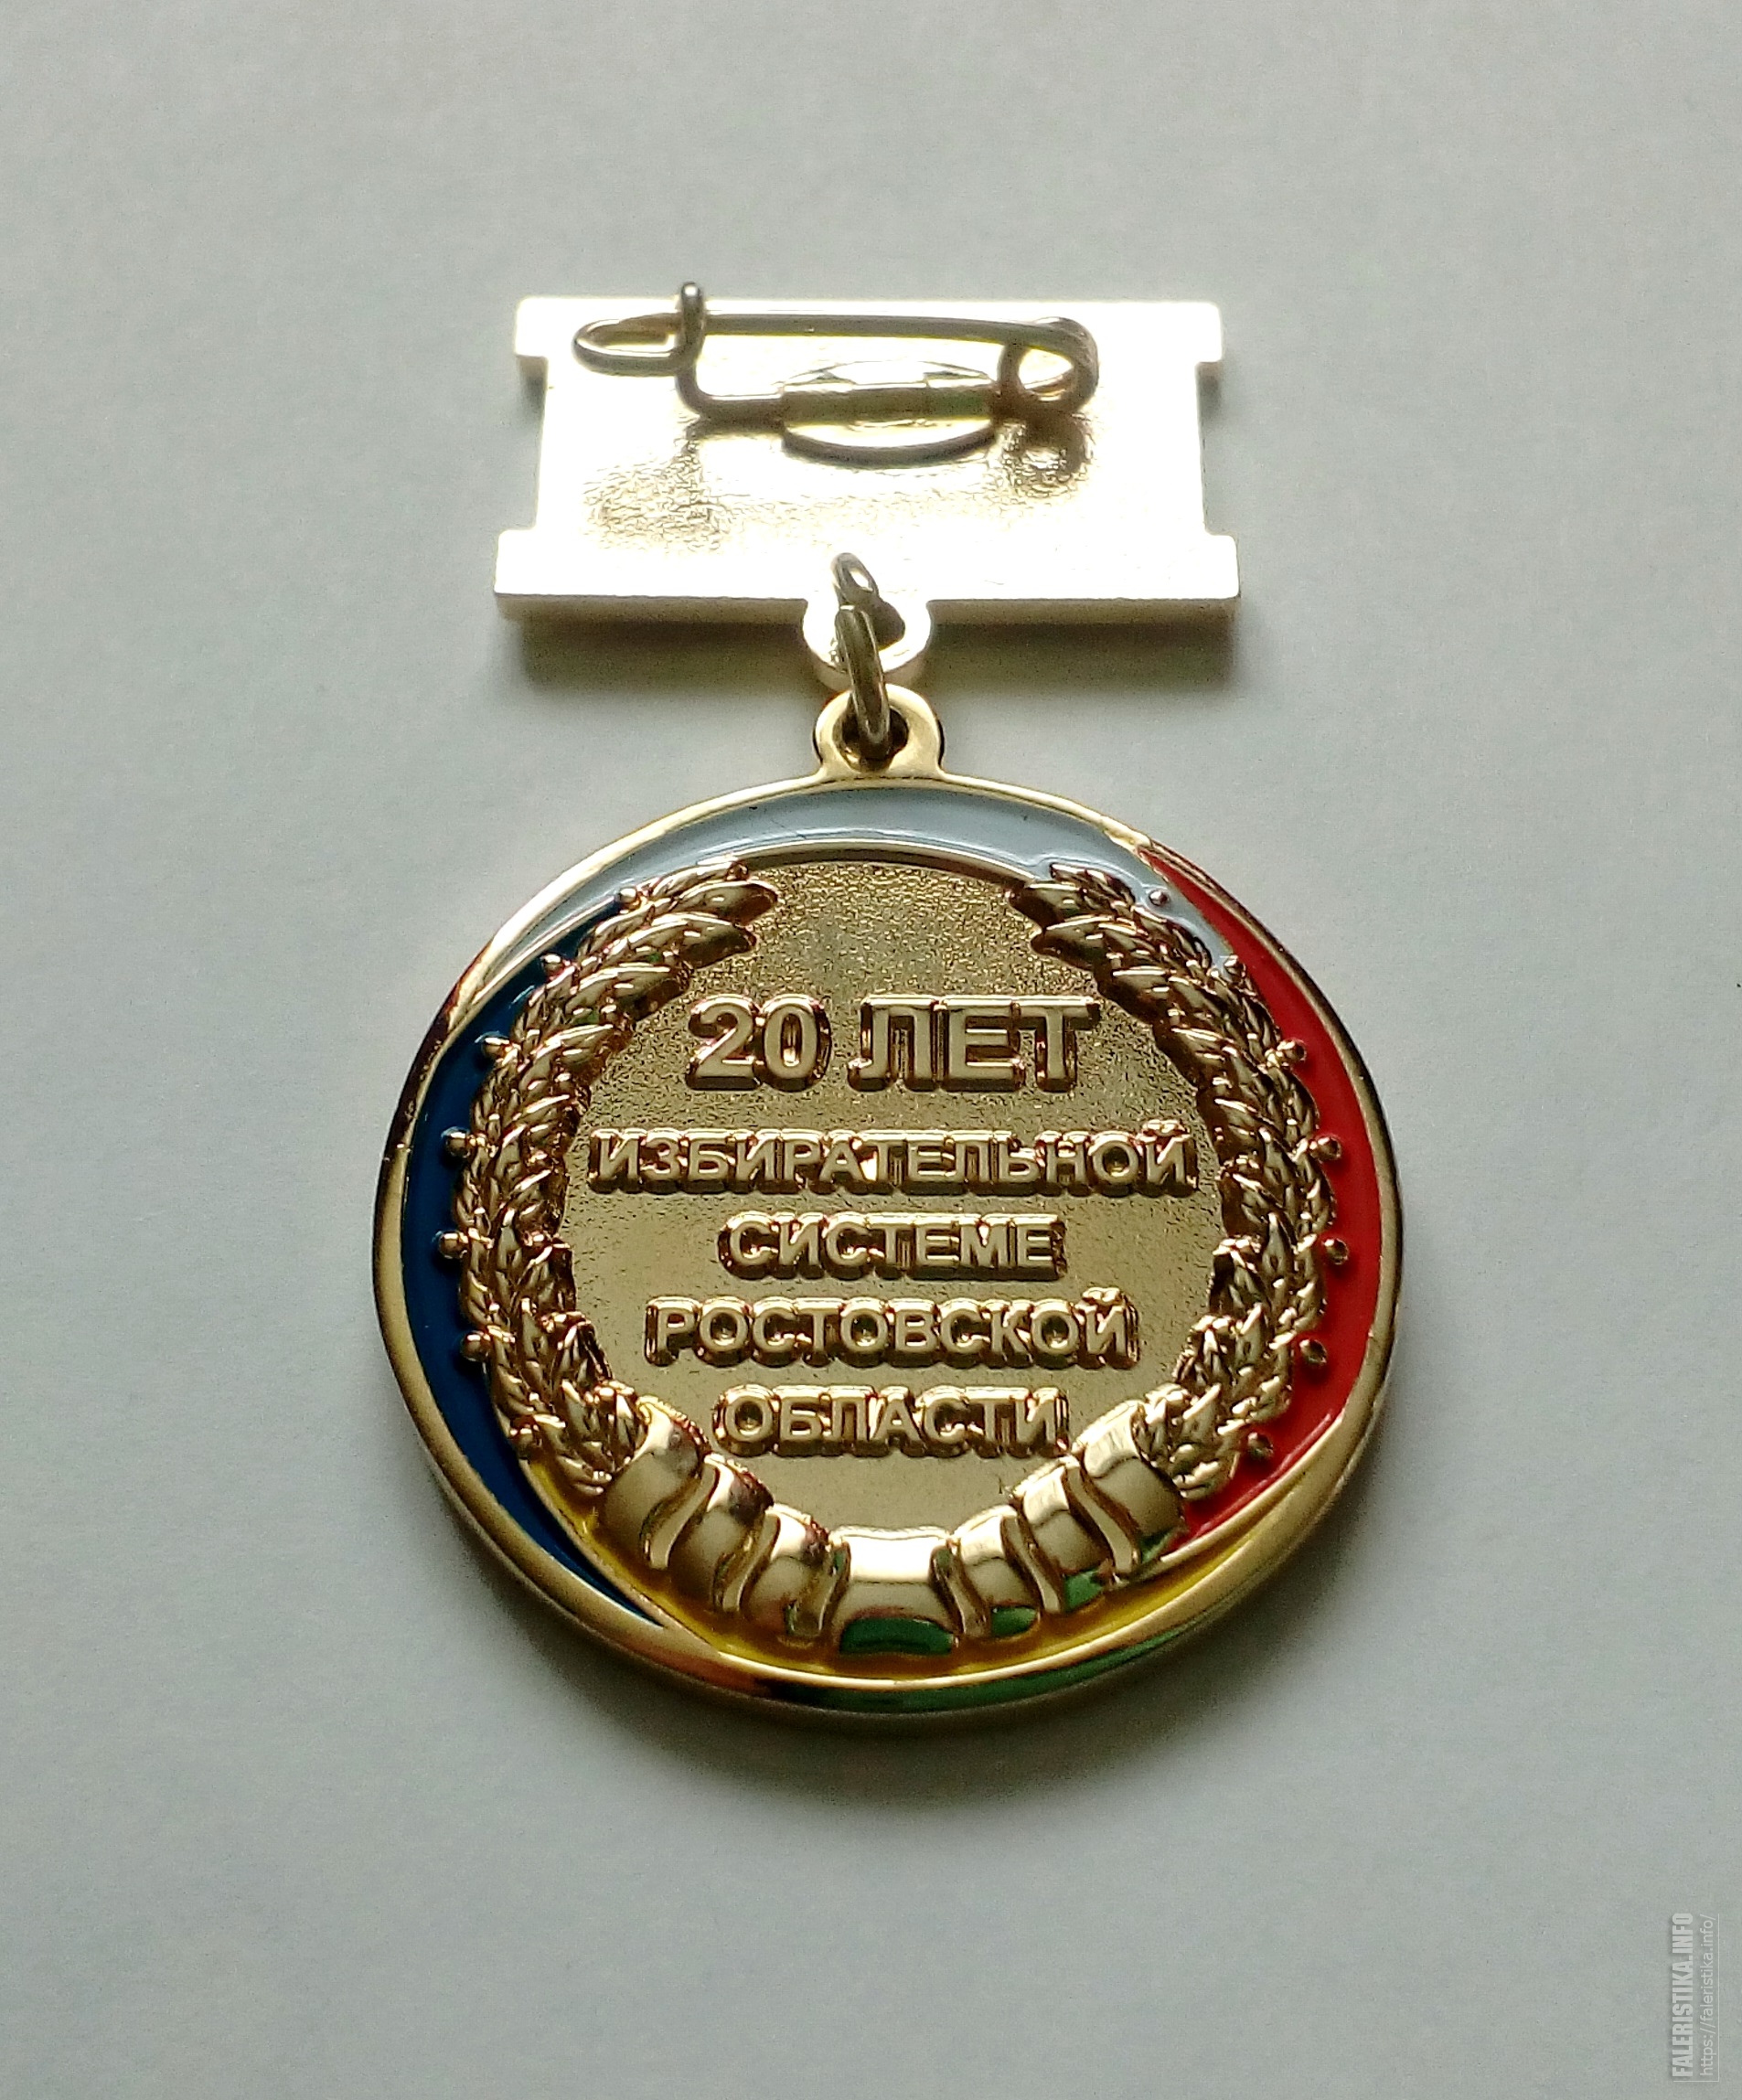 20 ЛЕТ
ИЗБИРАТЕЛЬНОЙ
СИСТЕМЕ
РОСТОВСКОЙ
ОБЛАСТИ
FALERISTIKA.INFO
https://faleristika.info/